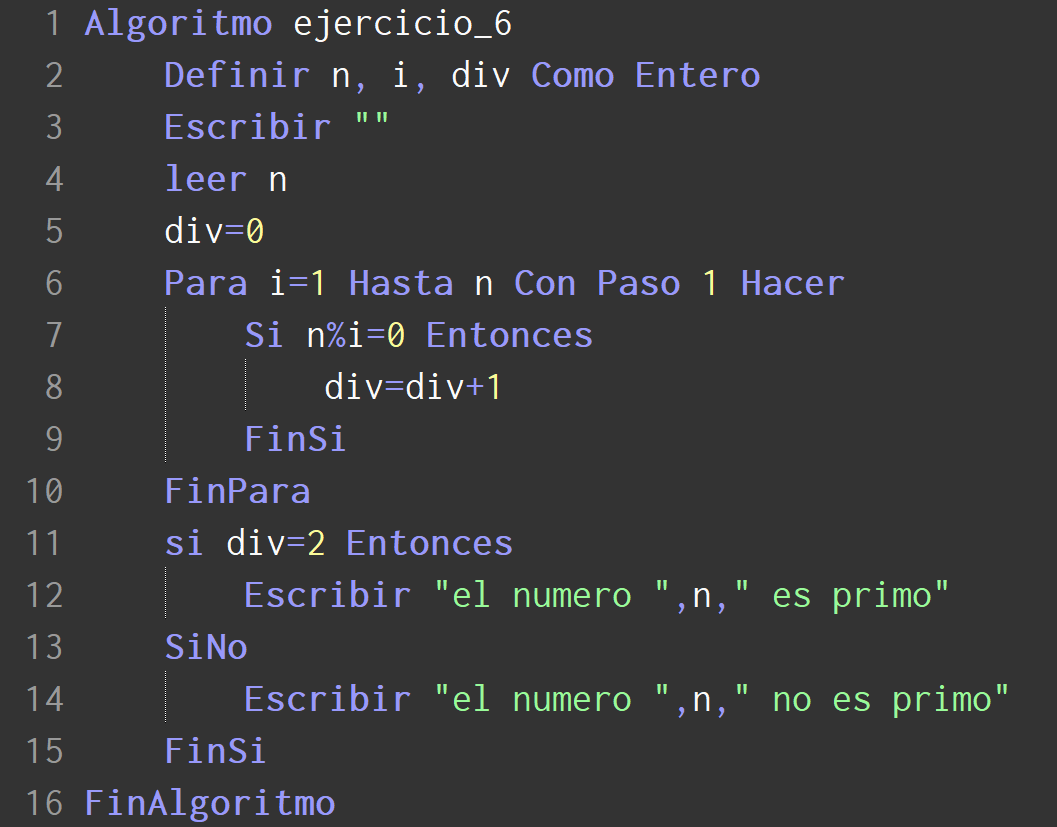 1 Algoritmo ejercicio_6
2 Definir n, i, div Como Entero
3 Escribir ""
4 leer n
5 div=0
6 Para i=1 Hasta n Con Paso 1 Hacer
7 Si n%i=0 Entonces
8 div=div+1
9 FinSi
10 FinPara
11 si div=2 Entonces
12 Escribir "el numero ",n," es primo"
13 SiNo
14 Escribir "el numero ",n," no es primo"
15 FinSi
16 FinAlgoritmo